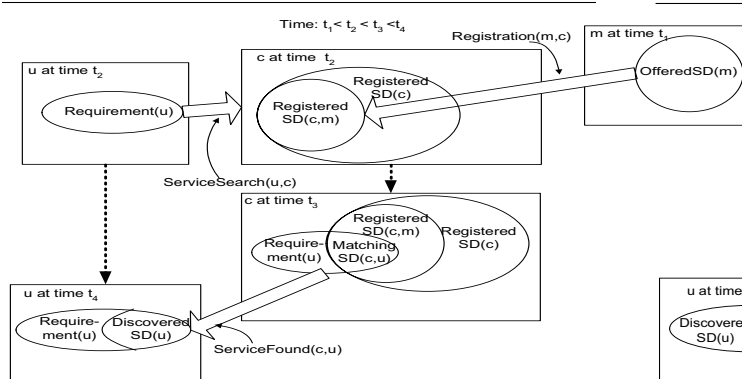 Time: t1< t2 < t3 <t4
Registration(m,c)
m at time t1
OfferedSD(m)
c at time t2
Registered
SD(c)
Registered
SD(c,m)
u at time t2
Requirement(u)
ServiceSearch(u,c)
c at time t3
Registered
SD(c,m)
Registered
SD(c)
Require-
ment(u)
Matching
SD(c,u)
u at time t4
Require-
ment(u)
Discovered
SD(u)
ServiceFound(c,u)
u at time
Discovere
SD(u)